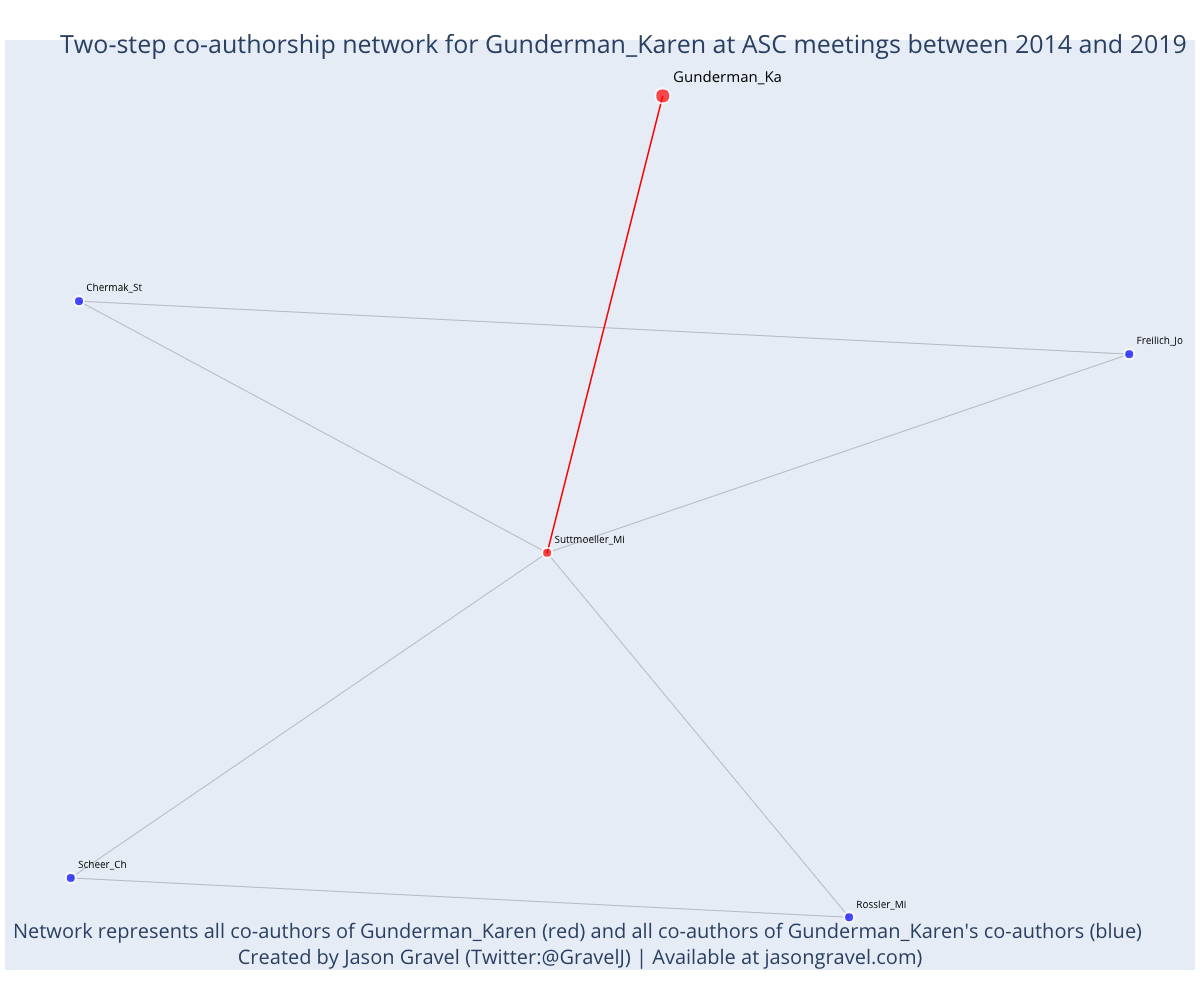 Two-step co-authorship network for Gunderman_Karen at ASC meetings between 2014 and 2019
Gunderman_Ka
Chermak_St
Freilich_Jo
Suttmoeller_Mi
Scheer_Ch
Rossler_Mi
Network represents all co-authors of Gunderman_Karen (red) and all co-authors of Gunderman_Karen's co-authors (blue)
Created by Jason Gravel (Twitter:@GravelJ) | Available at jasongravel.com)